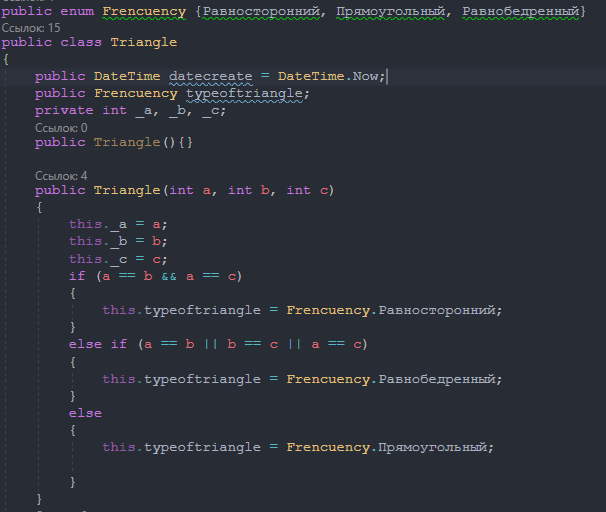 public enum Frencuency {Равносторонний, Прямоугольный, Равнобедренный}
Ссылок: 15
public class Triangle
{
public DateTime datecreate = DateTime.Now;
public Frencuency typeoftriangle;
private int _a, _b, _c;
Ссылок: 0
public Triangle(){}
Ссылок: 4
public Triangle(int a, int b, int c)
{
this._a = a;
this._b = b;
this._c = c;
if (a == b && a == c)
{
this.typeoftriangle = Frencuency.Равносторонний;
}
else if (a == b || b == c || a == c)
{
this.typeoftriangle = Frencuency.Равнобедренный;
}
else
{
this.typeoftriangle = Frencuency.Прямоугольный;
}
}